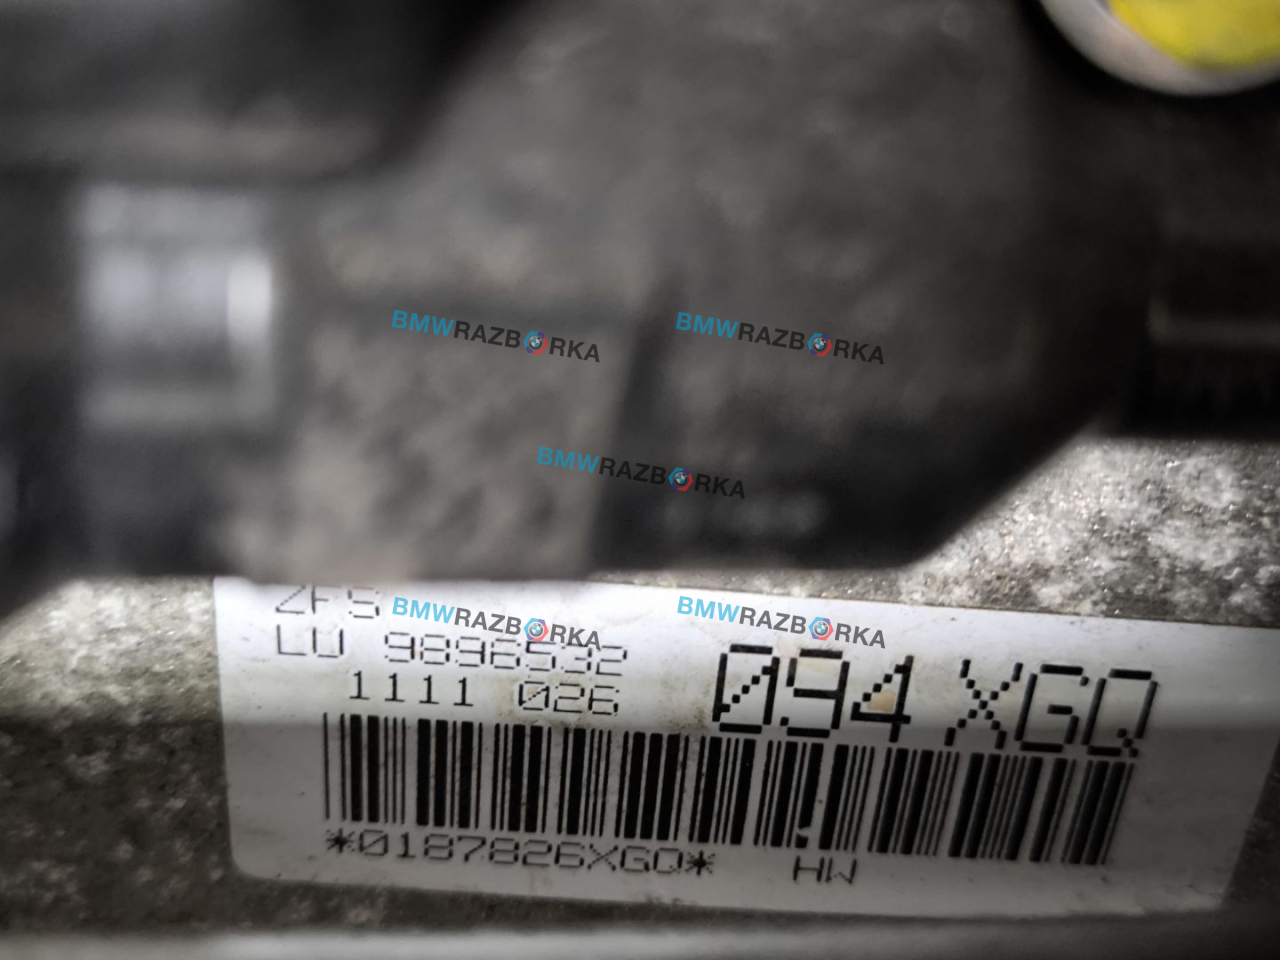 BMWRAZBORKA
BMWRAZBORKA
BMWRAZBORKA
BMWRAZBORKA
BMWRAZBORKA
ZFS
LU 9896532
1111 026
094 XGQ
*0187826XGQ* HW